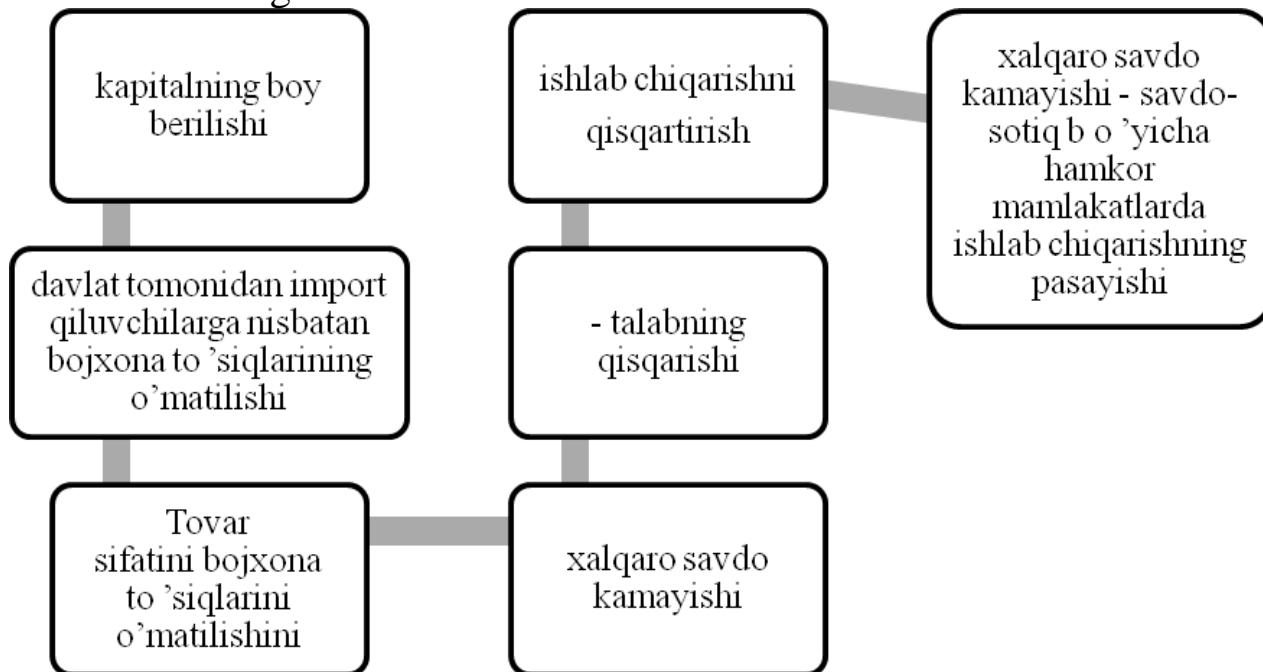 kapitalning boy
berilishi
davlat tomonidan import
qiluvchilarga nisbatan
bojxona to ’siqlarining
o’matilishi
Tovar
sifatini bojxona
to ’siqlarini
o’matilishini
xalqaro savdo
kamayishi
- talabning
qisqarishi
ishlab chiqarishni
qisqartirish
xalqaro savdo
kamayishi - savdo-
sotiq b o ’yicha
hamkor
mamlakatlarda
ishlab chiqarishning
pasayishi